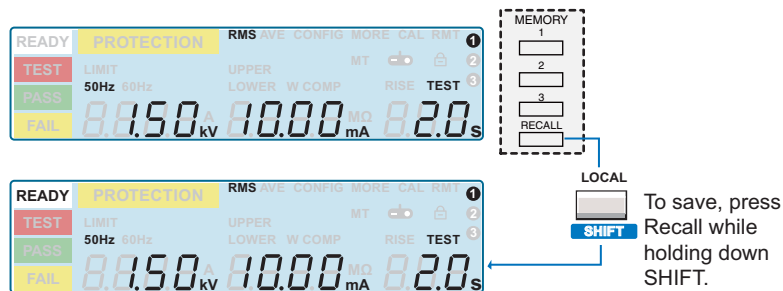 MEMORY
READY PROTECTION RMS AVE CONFIG MORE CAL RMT 1
TEST LIMIT UPPER MT 2
50Hz 60Hz LOWER W COMP RISE TEST 3
PASS
FAIL 1.50 A kV 10.00 MΩ mA 2.0 s
1
2
3
RECALL
LOCAL
SHIFT
To save, press
Recall while
holding down
SHIFT.
READY PROTECTION RMS AVE CONFIG MORE CAL RMT 1
TEST LIMIT UPPER MT 2
50Hz 60Hz LOWER W COMP RISE TEST 3
PASS
FAIL 1.50 A kV 10.00 MΩ mA 2.0 s